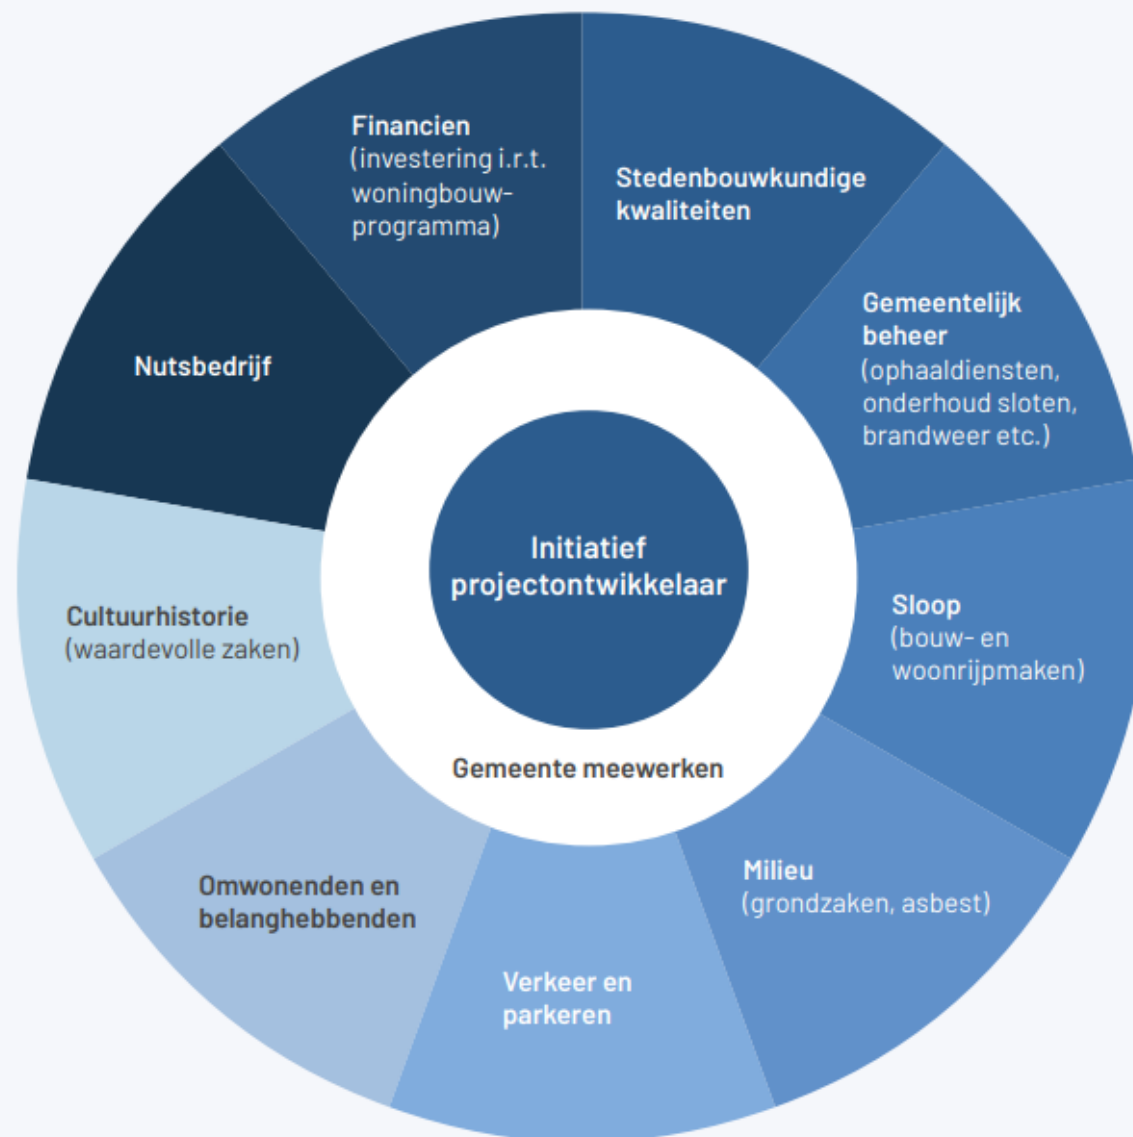 Financien
(investering i.r.t.
woningbouw-
programma)
Stedenbouwkundige
kwaliteiten
Gemeentelijk
beheer
(ophaaldiensten,
onderhoud sloten,
brandweer etc.)
Nutsbedrijf
Initiatief
projectontwikkelaar
Sloop
(bouw- en
woonrijpmaken)
Cultuurhistorie
(waardevolle zaken)
Gemeente meewerken
Milieu
(grondzaken, asbest)
Omwonenden en
belanghebbenden
Verkeer en
parkeren